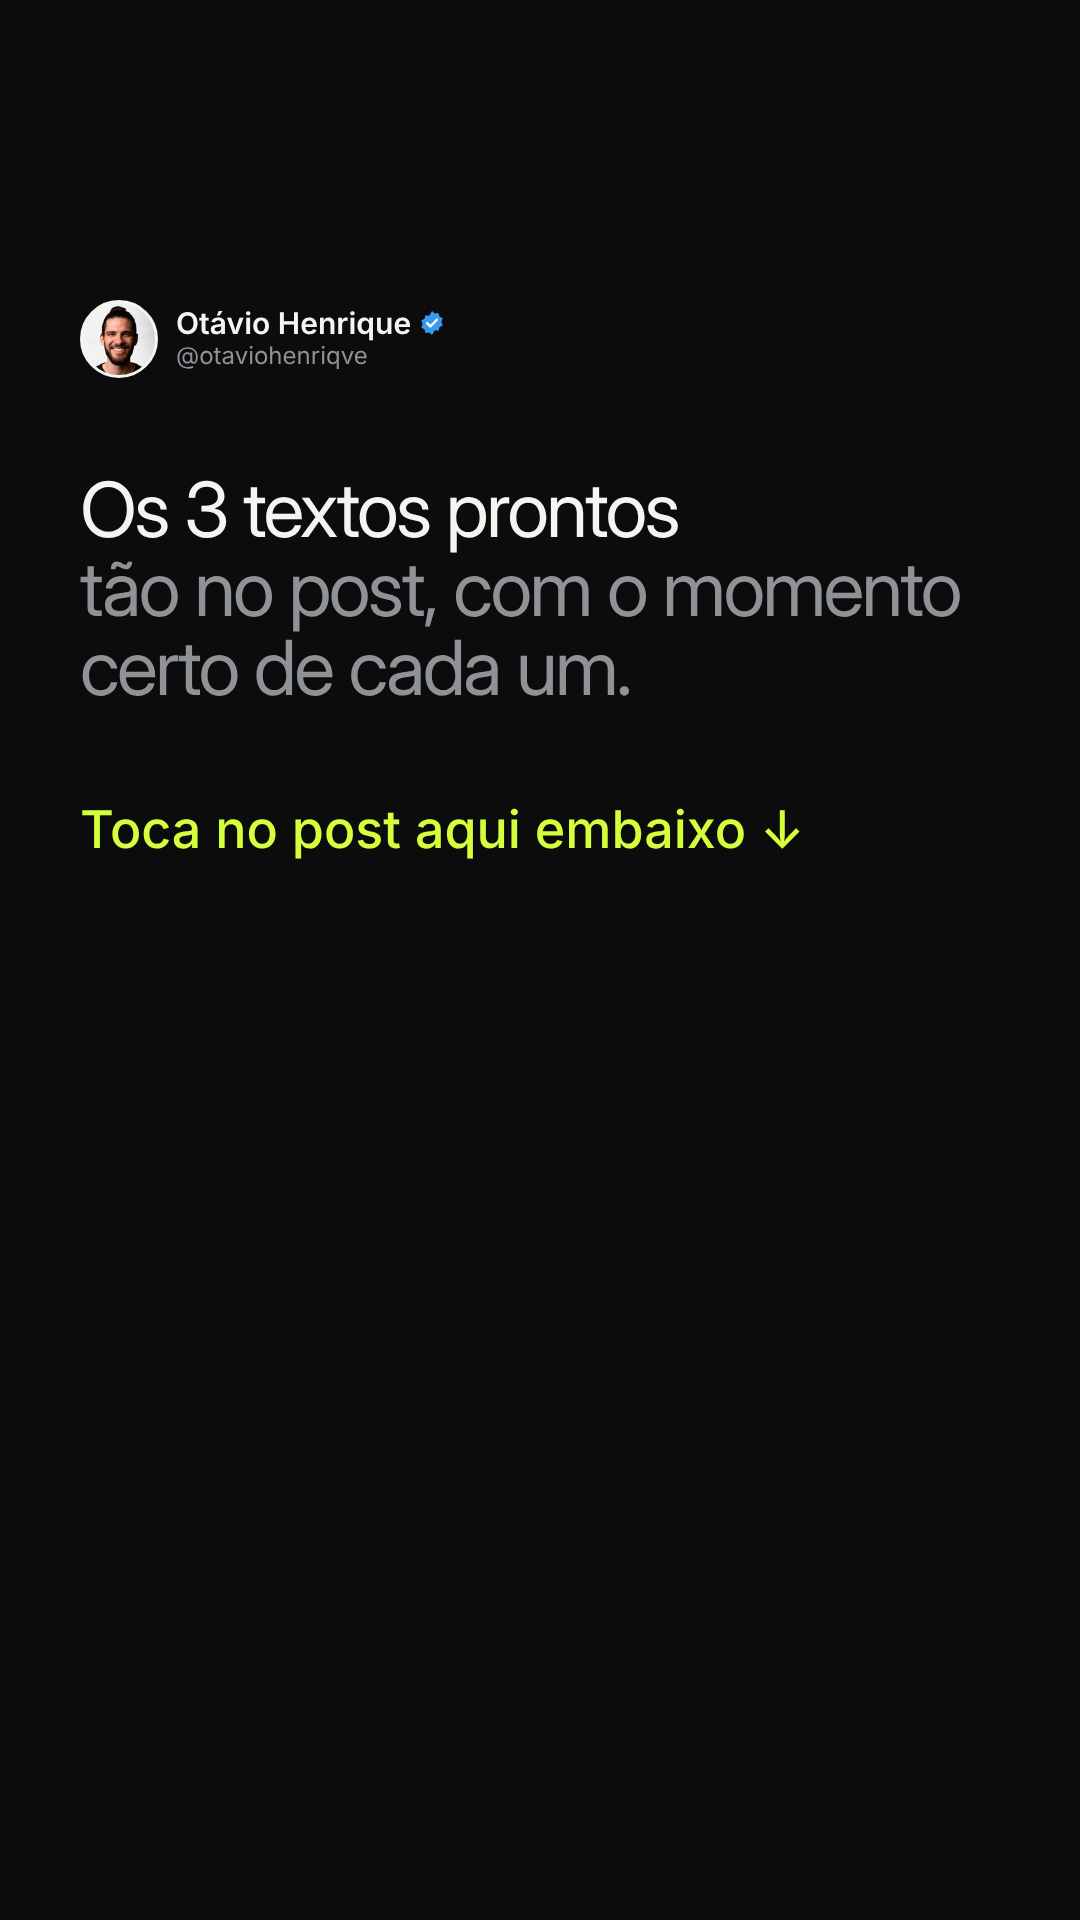 Otávio Henrique
@otaviohenriqve
Os 3 textos prontos
tão no post, com o momento
certo de cada um.
Toca no post aqui embaixo ↓